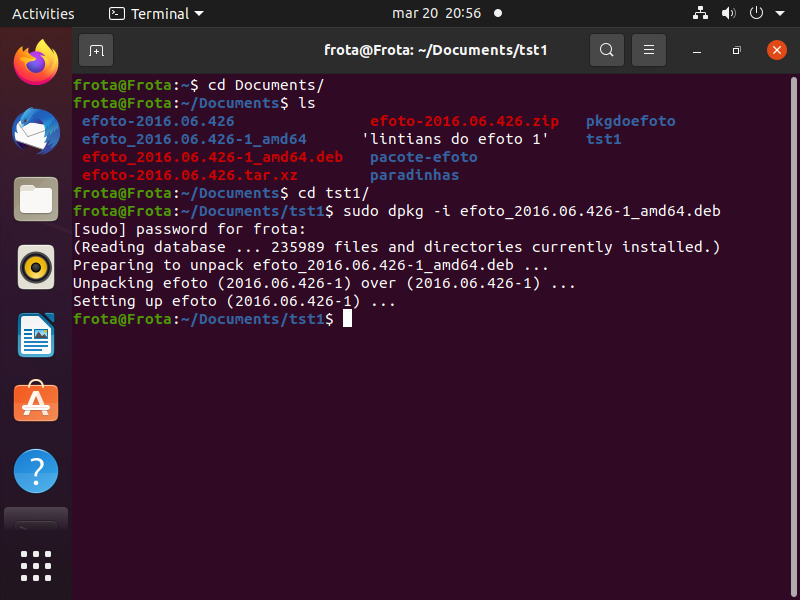 Activities Terminal mar 20 20:56
frota@Frota: ~/Documents/tst1
frota@Frota:~$ cd Documents/
frota@Frota:~/Documents$ ls
efoto-2016.06.426 efoto-2016.06.426.zip pkgdoefoto
efoto_2016.06.426-1_amd64 'lintians do efoto 1' tst1
efoto_2016.06.426-1_amd64.deb pacote-efoto
efoto-2016.06.426.tar.xz paradinhas
frota@Frota:~/Documents$ cd tst1/
frota@Frota:~/Documents/tst1$ sudo dpkg -i efoto_2016.06.426-1_amd64.deb
[sudo] password for frota:
(Reading database ... 235989 files and directories currently installed.)
Preparing to unpack efoto_2016.06.426-1_amd64.deb ...
Unpacking efoto (2016.06.426-1) over (2016.06.426-1) ...
Setting up efoto (2016.06.426-1) ...
frota@Frota:~/Documents/tst1$